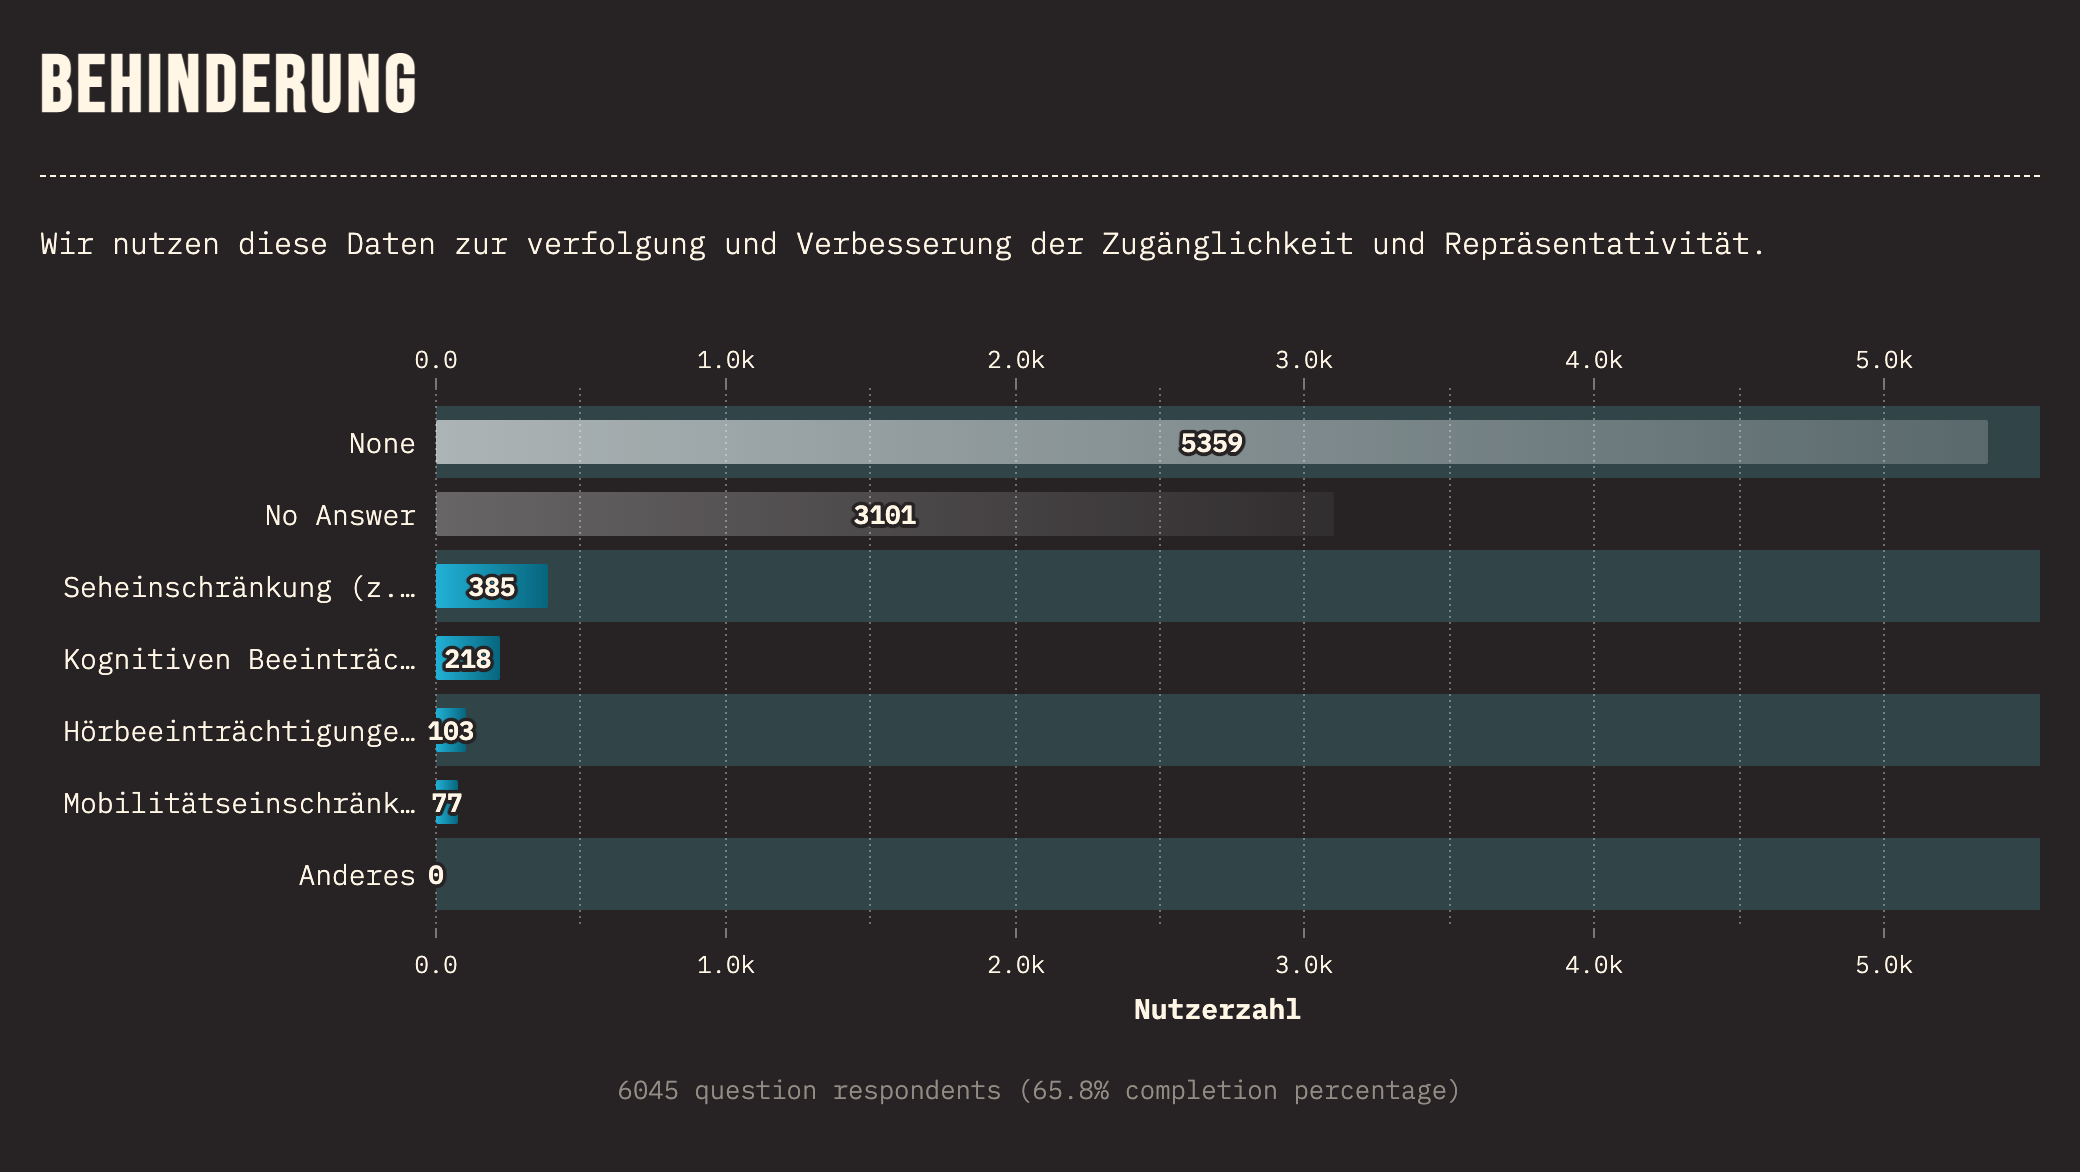 BEHINDERUNG
Wir nutzen diese Daten zur verfolgung und Verbesserung der Zugänglichkeit und Repräsentativität.
0.0 1.0k 2.0k 3.0k 4.0k 5.0k
None 5359
No Answer 3101
Seheinschränkung (z.… 385
Kognitiven Beeinträc… 218
Hörbeeinträchtigunge… 103
Mobilitätseinschränk… 77
Anderes 0
0.0 1.0k 2.0k 3.0k 4.0k 5.0k
Nutzerzahl
6045 question respondents (65.8% completion percentage)